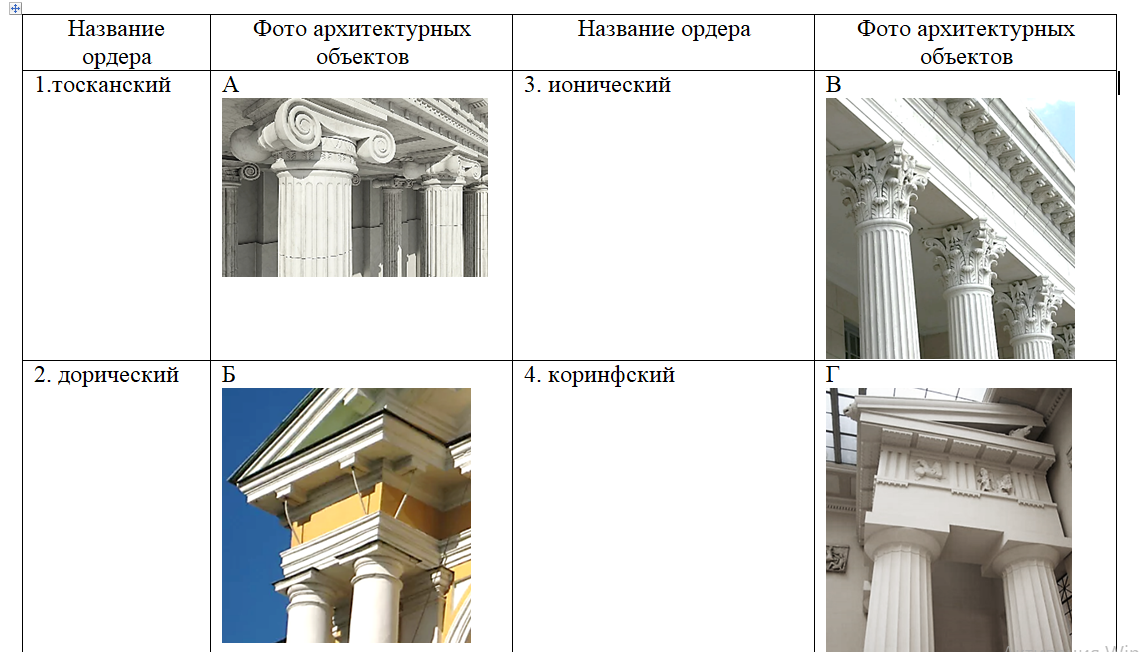 Название ордера
Фото архитектурных объектов
Название ордера
Фото архитектурных объектов
1.тосканский
А
3. ионический
В
2. дорический
Б
4. коринфский
Г